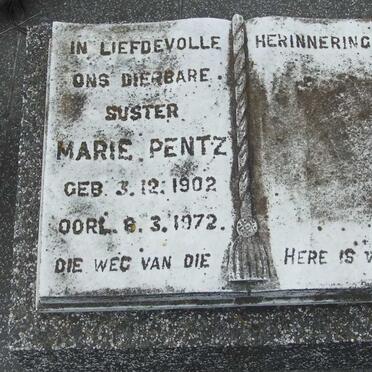 IN LIEFDEVOLLE HERINNERING
ONS DIERBARE
SUSTER
MARIE PENTZ
GEB 3.12.1902
OORL. 8.3.1972.
DIE WEG VAN DIE HERE IS